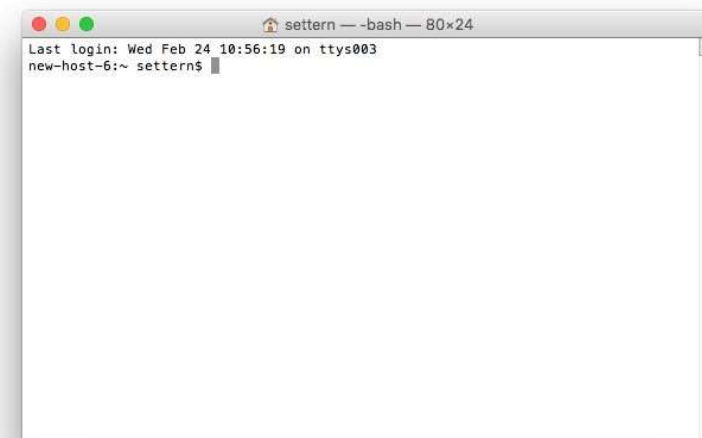 settern — -bash — 80×24
Last login: Wed Feb 24 10:56:19 on ttys003
new-host-6:~ settern$